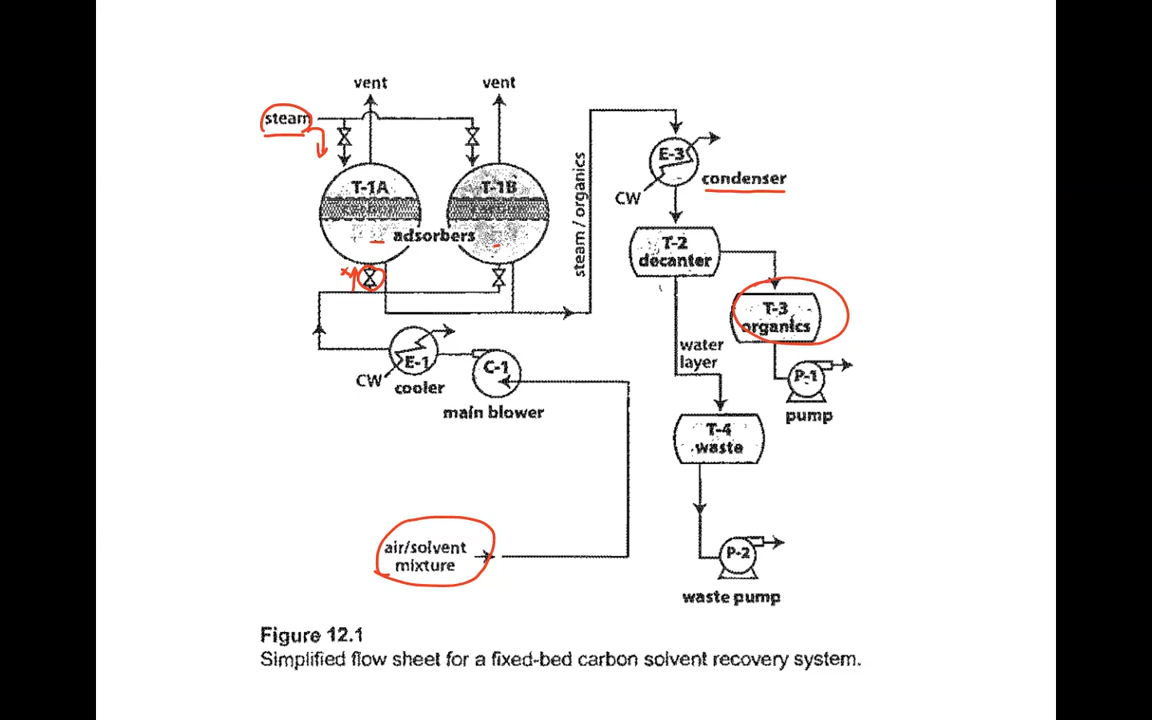 vent
vent
steam
T-1A
T-1B
carbon
carbon
adsorbers
steam / organics
E-3
CW
condenser
T-2
decanter
T-3
organics
P-1
pump
water
layer
E-1
CW
cooler
C-1
main blower
T-4
waste
air/solvent
mixture
P-2
waste pump
Figure 12.1
Simplified flow sheet for a fixed-bed carbon solvent recovery system.